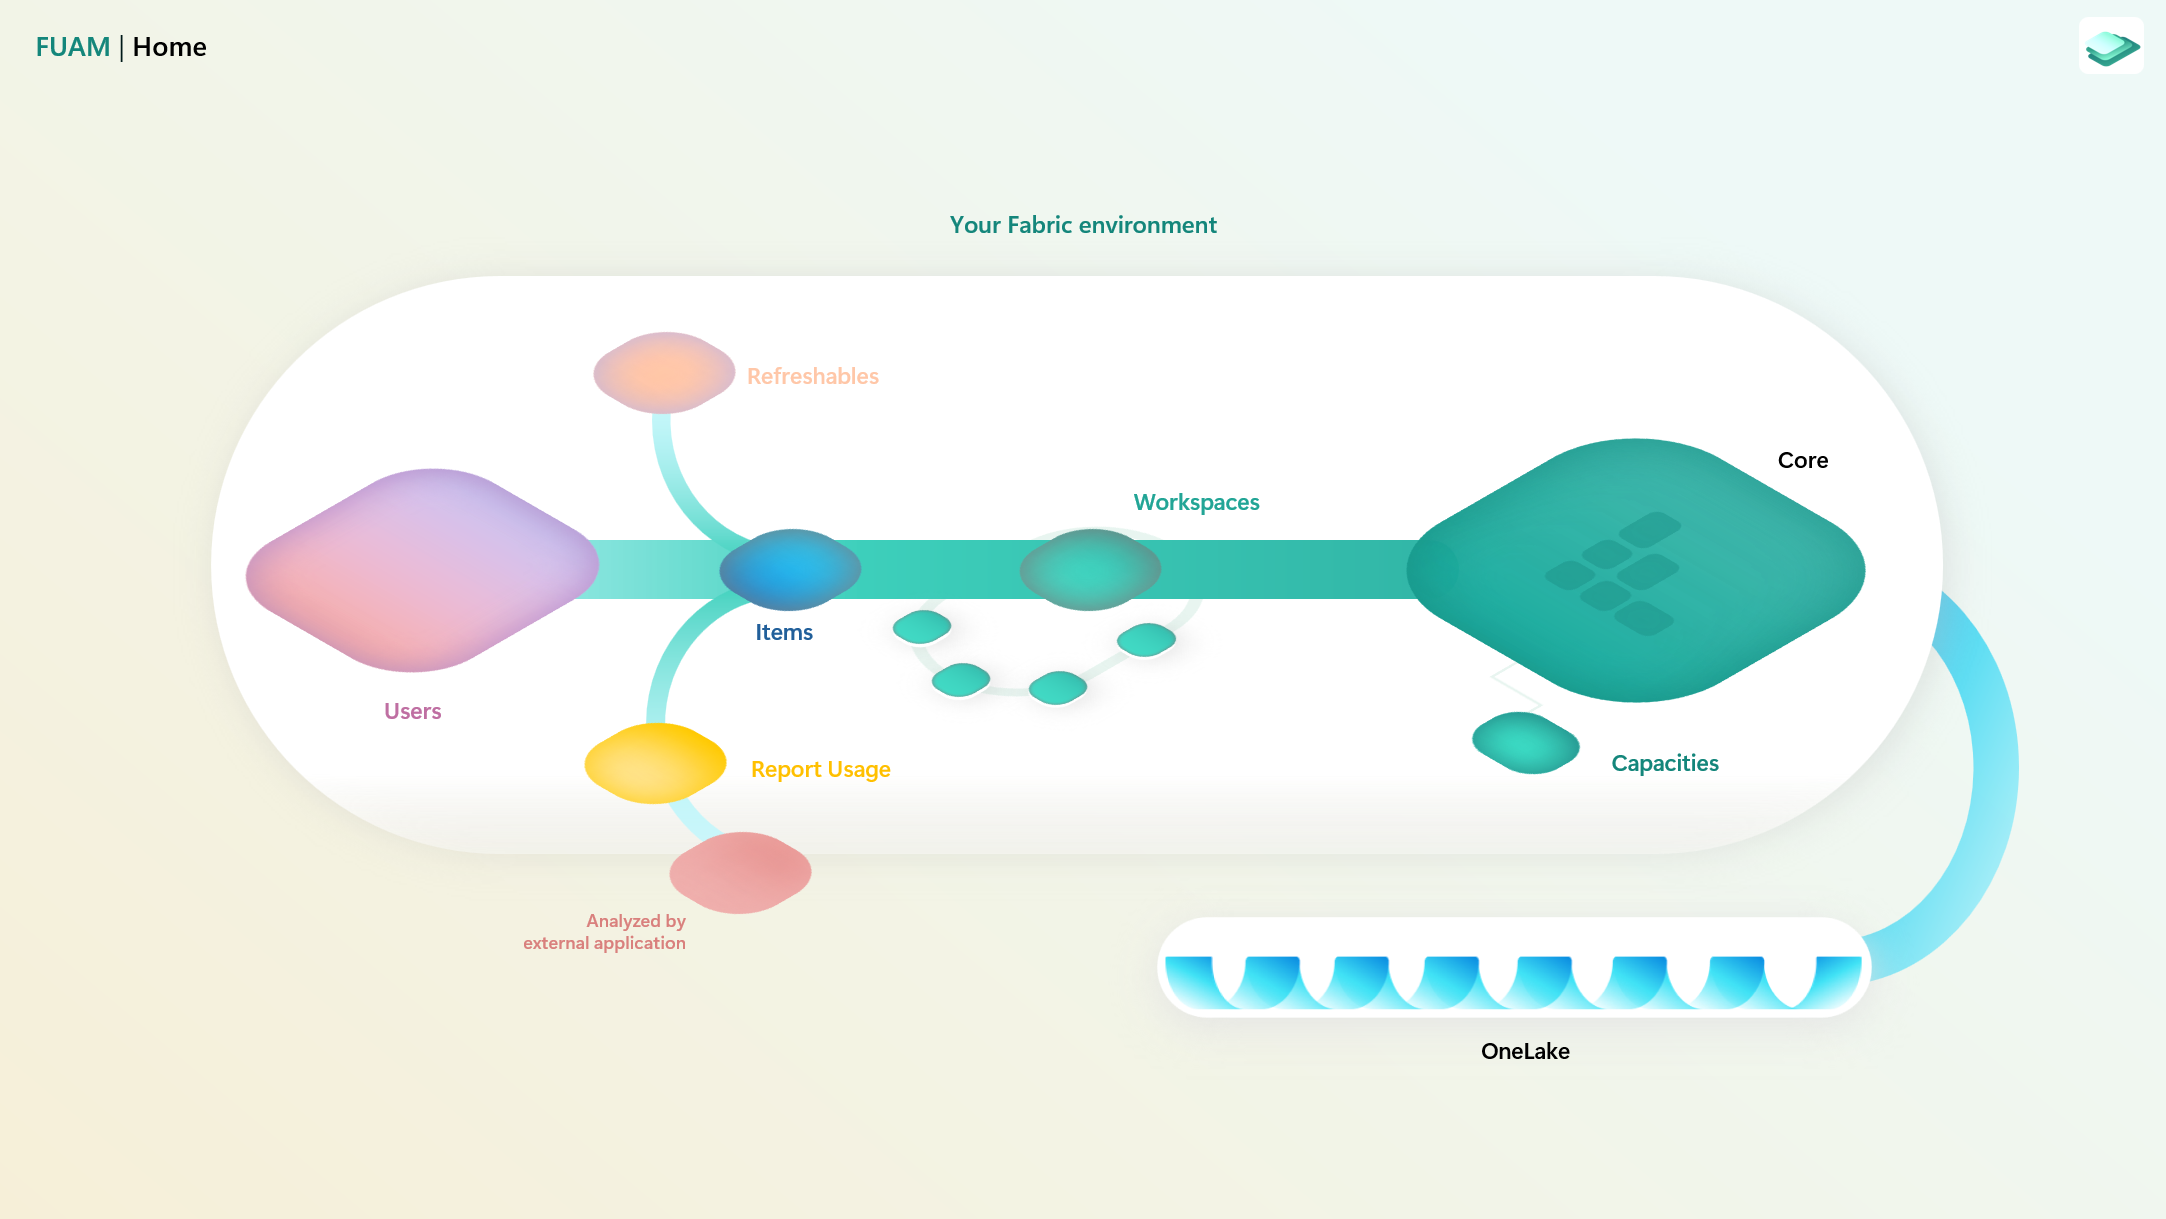 FUAM | Home
Your Fabric environment
Refreshables
Core
Workspaces
Items
Users
Report Usage
Capacities
Analyzed by
external application
OneLake